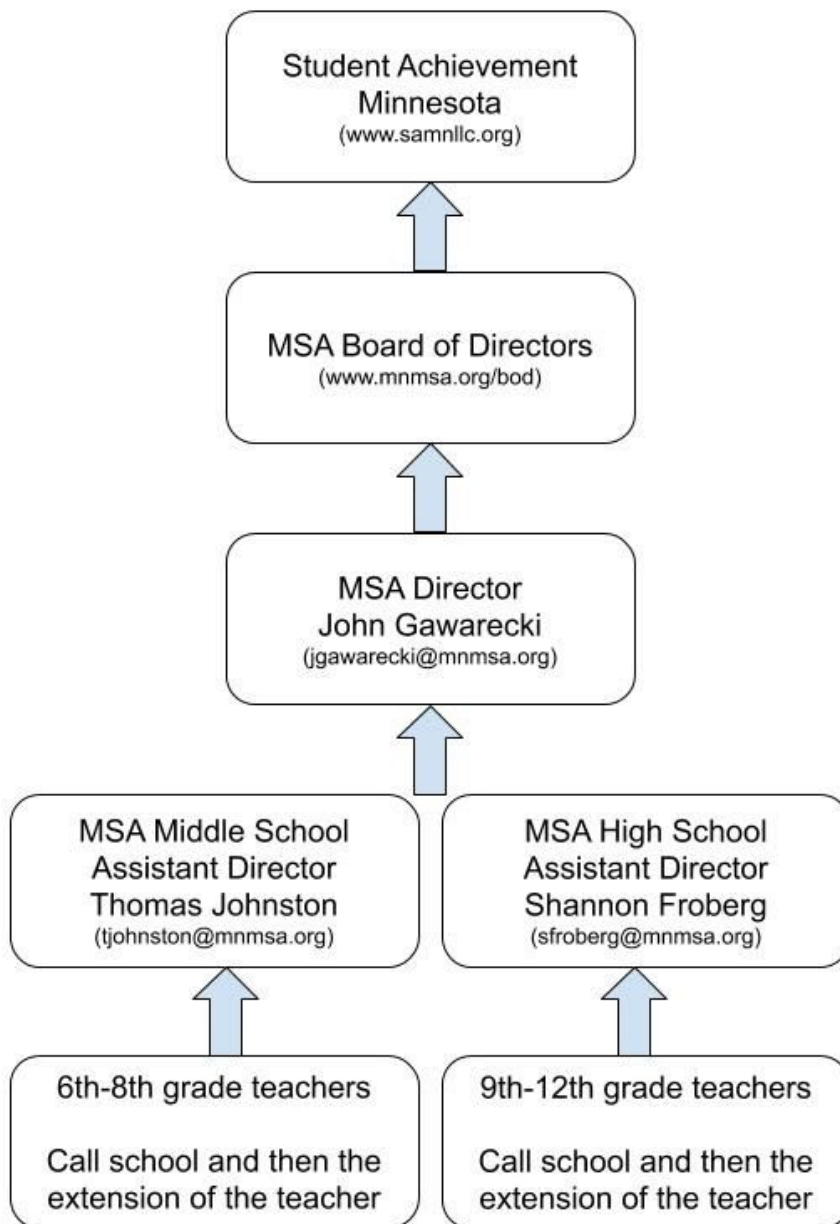 Student Achievement
Minnesota
(www.samnllc.org)
MSA Board of Directors
(www.mnmsa.org/bod)
MSA Director
John Gawarecki
(jgawarecki@mnmsa.org)
MSA Middle School
Assistant Director
Thomas Johnston
(tjohnston@mnmsa.org)
MSA High School
Assistant Director
Shannon Froberg
(sfroberg@mnmsa.org)
6th-8th grade teachers
Call school and then the
extension of the teacher
9th-12th grade teachers
Call school and then the
extension of the teacher